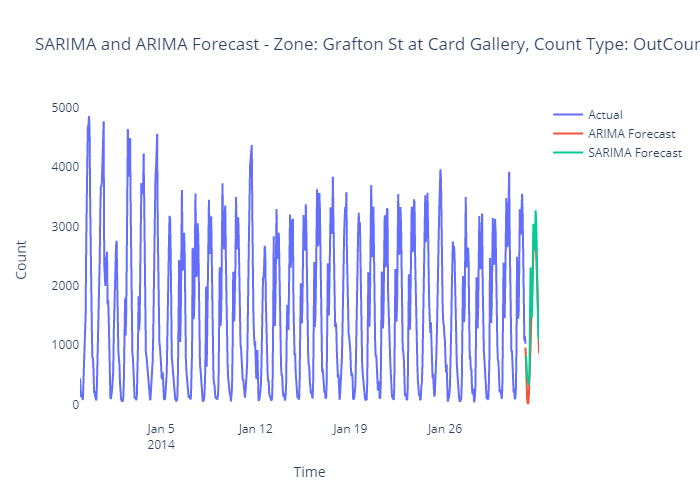 SARIMA and ARIMA Forecast - Zone: Grafton St at Card Gallery, Count Type: OutCour
5000
4000
3000
2000
1000
0
Count
Jan 5
2014
Jan 12
Jan 19
Jan 26
Time
Actual
ARIMA Forecast
SARIMA Forecast